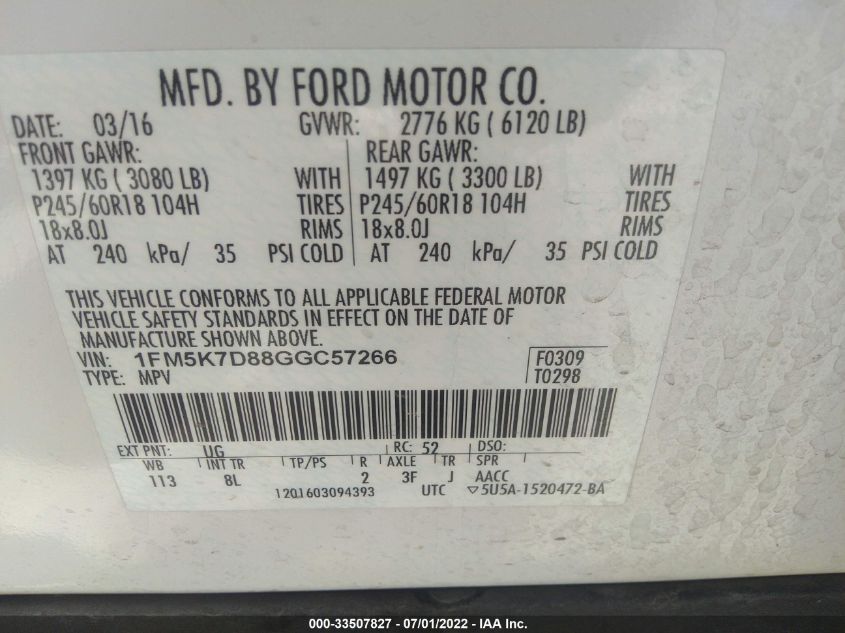 MFD. BY FORD MOTOR CO.
DATE: 03/16 GVWR: 2776 KG ( 6120 LB)
FRONT GAWR: REAR GAWR:
1397 KG ( 3080 LB) WITH 1497 KG ( 3300 LB) WITH
P245/60R18 104H TIRES P245/60R18 104H TIRES
18x8.0J RIMS 18x8.0J RIMS
AT 240 kPa/ 35 PSI COLD AT 240 kPa/ 35 PSI COLD
THIS VEHICLE CONFORMS TO ALL APPLICABLE FEDERAL MOTOR
VEHICLE SAFETY STANDARDS IN EFFECT ON THE DATE OF
MANUFACTURE SHOWN ABOVE.
VIN: 1FM5K7D88GGC57266 F0309
TYPE: MPV T0298
EXT PNT: UG RC: 52 DSO:
WB INT TR TP/PS R AXLE TR SPR
113 8L 2 3F J AACC
1201603094393 UTC ▽5U5A-1520472-BA
000-33507827 - 07/01/2022 - IAA Inc.